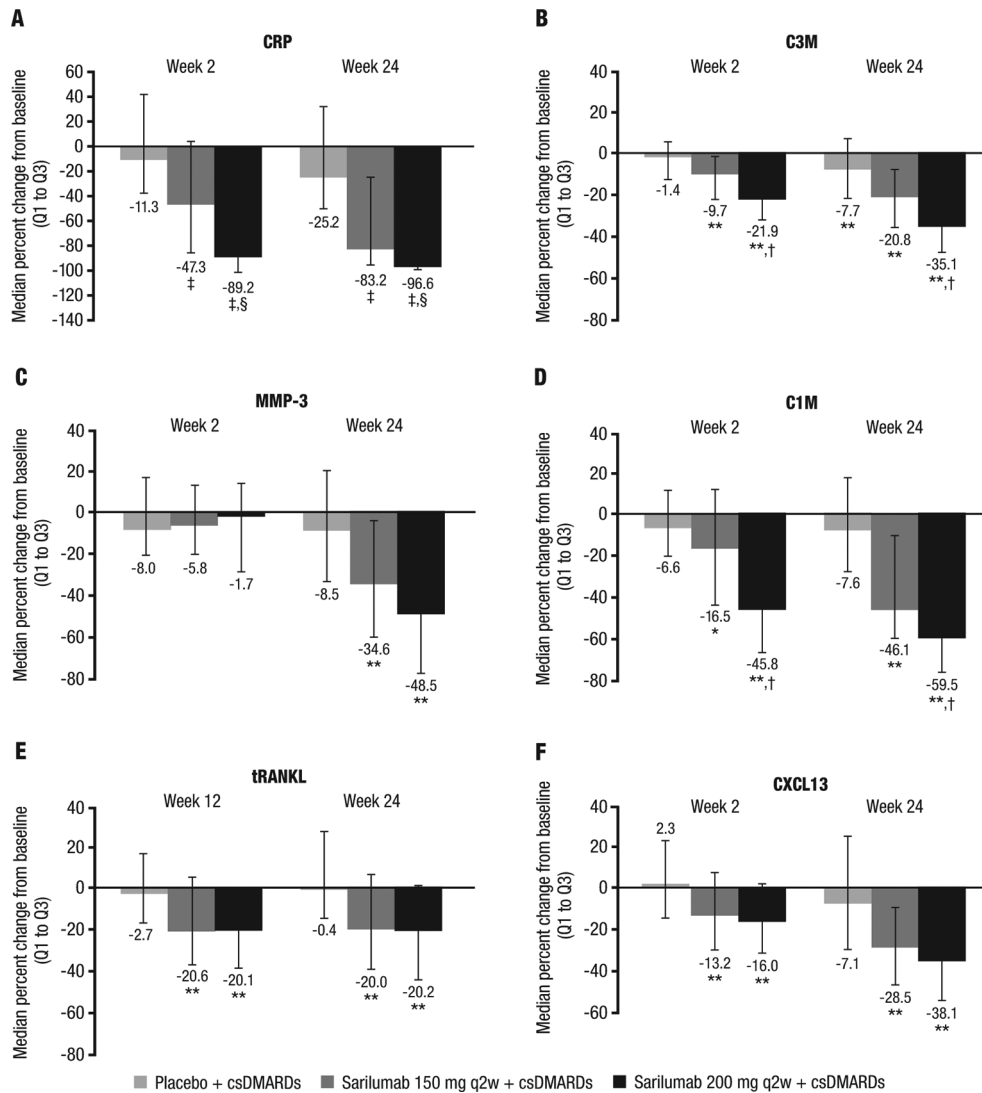 A
CRP
Week 2
Week 24
Median percent change from baseline
(Q1 to Q3)
60
40
20
0
-20
-40
-60
-80
-100
-120
-140
-11.3
-47.3
‡
-89.2
‡,§
-25.2
-83.2
‡
-96.6
‡,§
B
C3M
Week 2
Week 24
Median percent change from baseline
(Q1 to Q3)
40
20
0
-20
-40
-60
-80
-1.4
-9.7
**
-21.9
**,†
-7.7
**
-20.8
**
-35.1
**,†
C
MMP-3
Week 2
Week 24
Median percent change from baseline
(Q1 to Q3)
40
20
0
-20
-40
-60
-80
-8.0
-5.8
-1.7
-8.5
-34.6
**
-48.5
**
D
C1M
Week 2
Week 24
Median percent change from baseline
(Q1 to Q3)
40
20
0
-20
-40
-60
-80
-6.6
-16.5
*
-45.8
**,†
-7.6
-46.1
**
-59.5
**,†
E
tRANKL
Week 12
Week 24
Median percent change from baseline
(Q1 to Q3)
40
20
0
-20
-40
-60
-80
-2.7
-20.6
**
-20.1
**
-0.4
-20.0
**
-20.2
**
F
CXCL13
Week 2
Week 24
Median percent change from baseline
(Q1 to Q3)
40
20
0
-20
-40
-60
2.3
-13.2
**
-16.0
**
-7.1
-28.5
**
-38.1
**
Placebo + csDMARDs
Sarilumab 150 mg q2w + csDMARDs
Sarilumab 200 mg q2w + csDMARDs